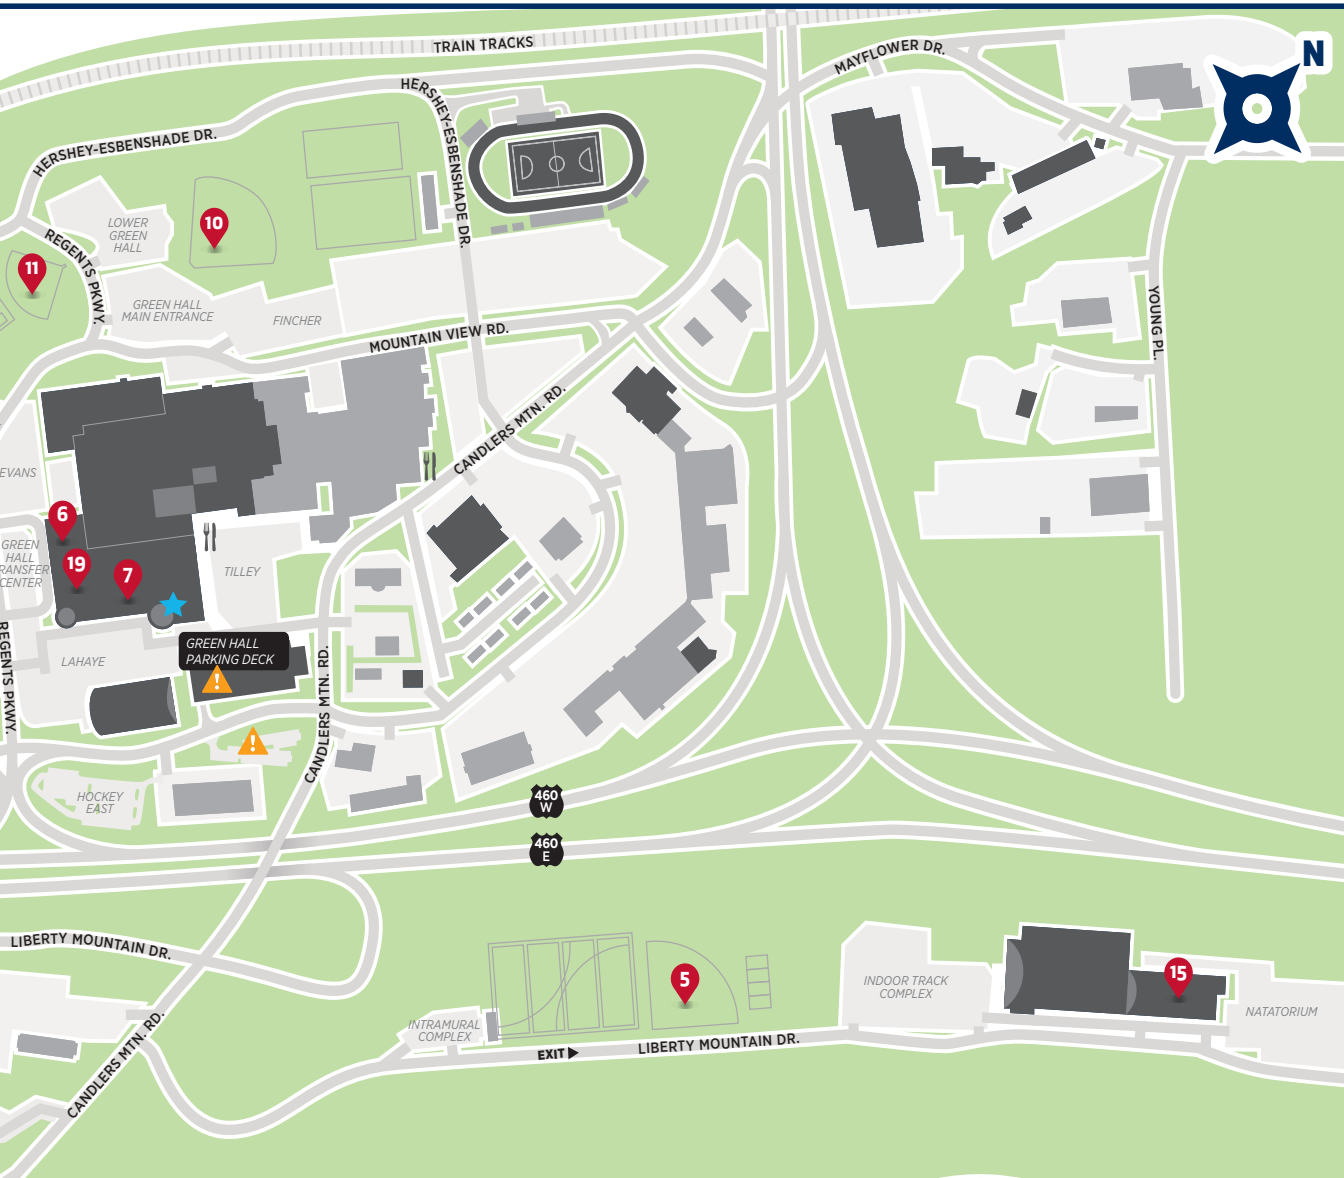 TRAIN TRACKS
MAYFLOWER DR.
N
HERSHEY-ESBENSHADE DR.
HERSHEY-ESBENSHADE DR.
LOWER
GREEN
HALL
10
REGENTS PKWY.
11
GREEN HALL
MAIN ENTRANCE
FINCHER
MOUNTAIN VIEW RD.
YOUNG PL.
CANDLERS MTN. RD.
EVANS
6
GREEN
HALL
RANSFER
CENTER
19
7
TILLEY
REGENTS PKWY.
LAHAYE
GREEN HALL
PARKING DECK
!
CANDLERS MTN. RD.
!
HOCKEY
EAST
460
W
460
E
LIBERTY MOUNTAIN DR.
5
INDOOR TRACK
COMPLEX
15
NATATORIUM
INTRAMURAL
COMPLEX
EXIT
LIBERTY MOUNTAIN DR.
CANDLERS MTN. RD.